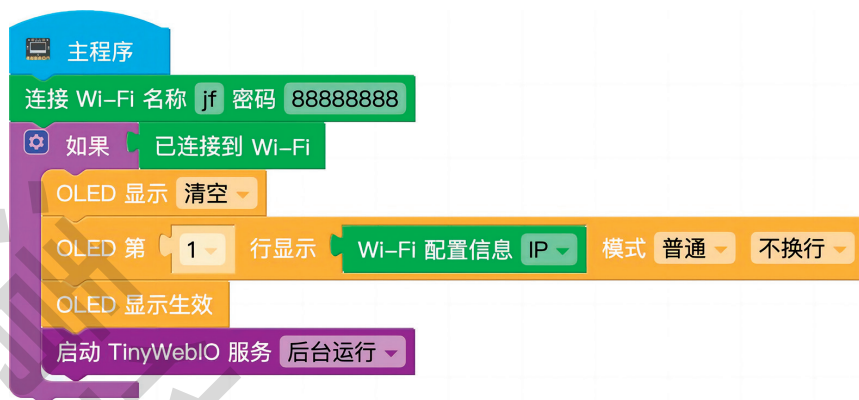 主程序
连接 Wi-Fi 名称 jf 密码 88888888
如果 已连接到 Wi-Fi
OLED 显示 清空
OLED 第 1 行显示 Wi-Fi 配置信息 IP 模式 普通 不换行
OLED 显示生效
启动 TinyWebIO 服务 后台运行